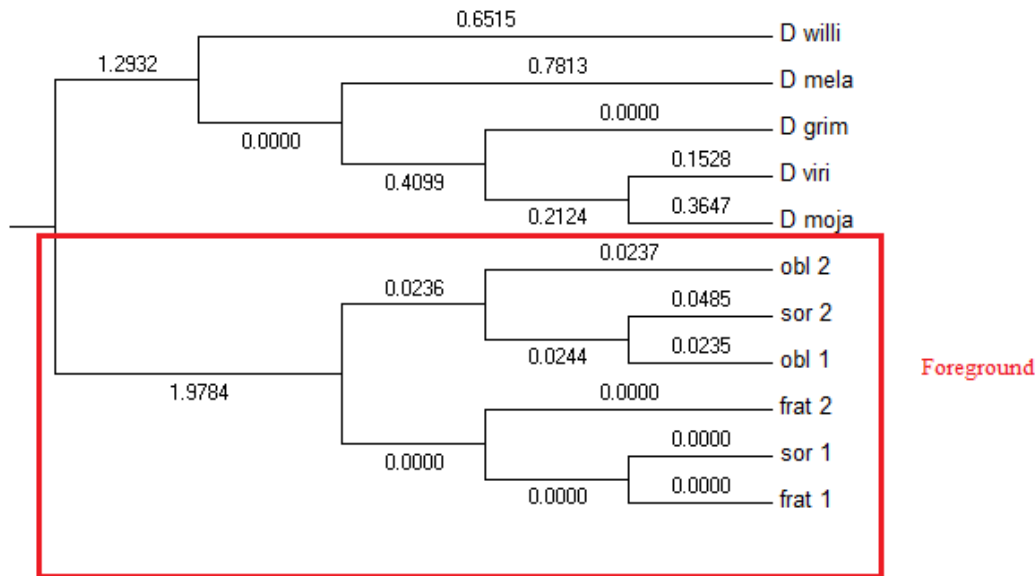 0.6515
D willi
1.2932
0.7813
D mela
0.0000
0.0000
D grim
0.4099
0.1528
D viri
0.2124
0.3647
D moja
0.0237
obl 2
0.0236
0.0485
sor 2
0.0244
0.0235
obl 1
Foreground
1.9784
0.0000
frat 2
0.0000
0.0000
sor 1
0.0000
0.0000
frat 1